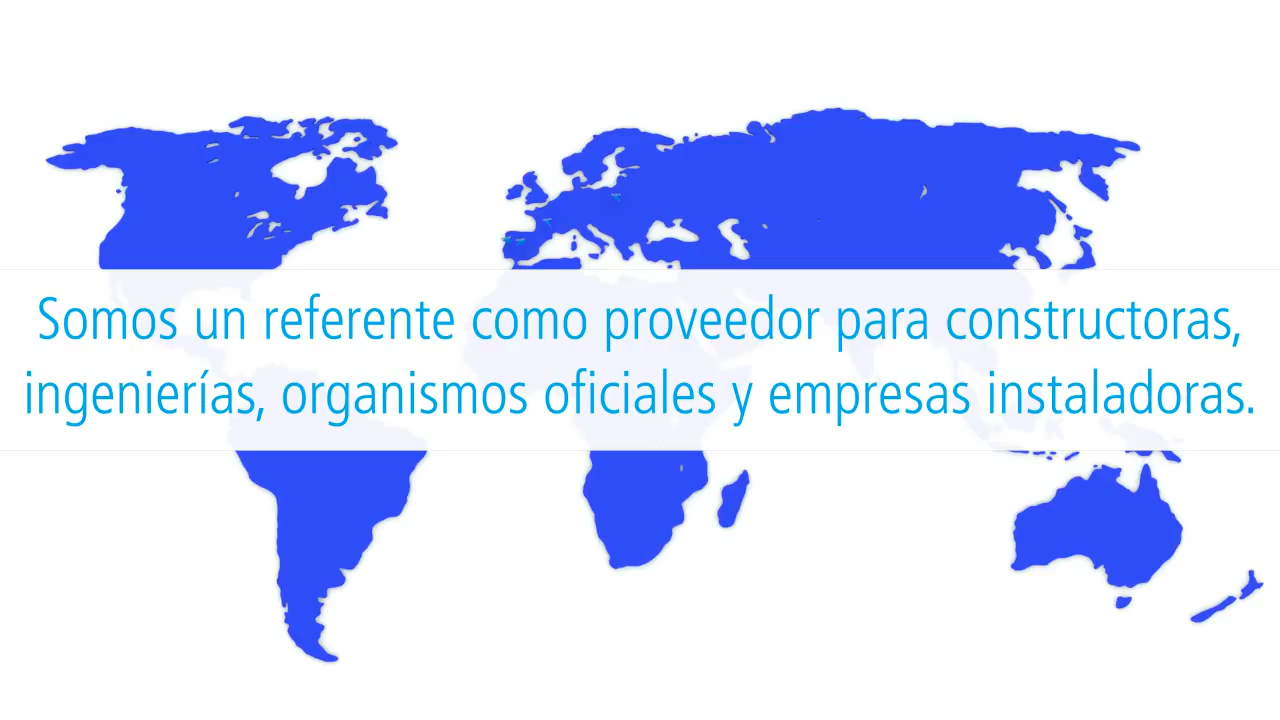 Somos un referente como proveedor para constructoras,
ingenierías, organismos oficiales y empresas instaladoras.